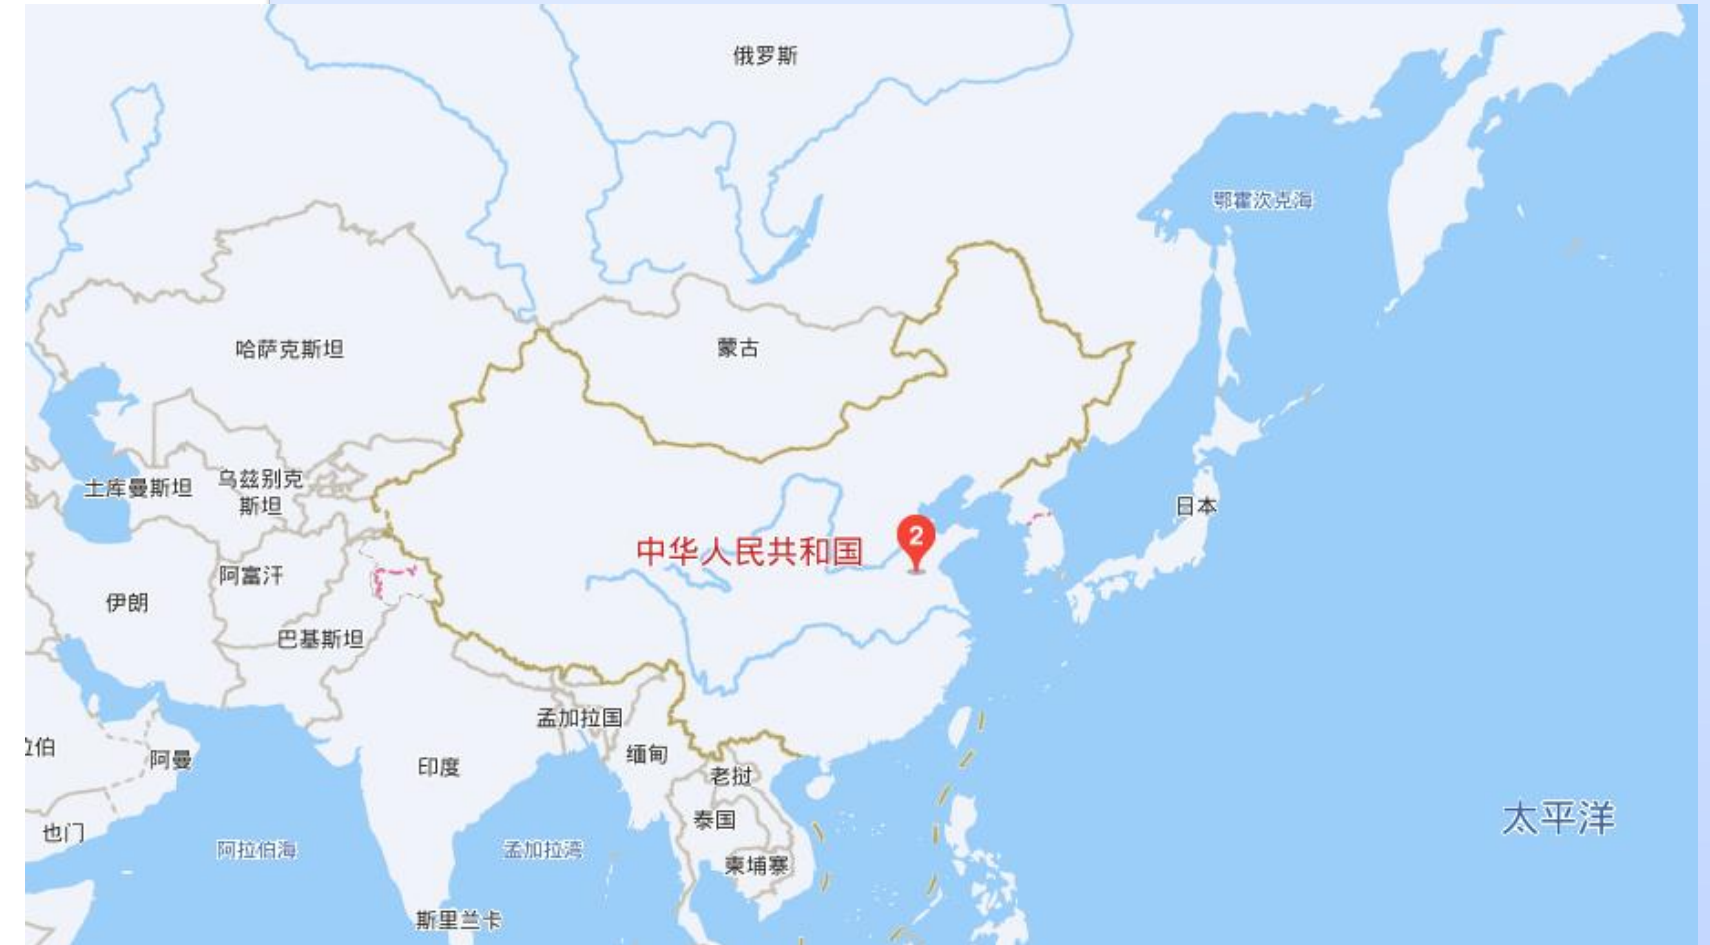 俄罗斯
鄂霍次克海
哈萨克斯坦
蒙古
土库曼斯坦
乌兹别克
斯坦
日本
中华人民共和国
2
阿富汗
伊朗
巴基斯坦
孟加拉国
立伯
阿曼
印度
缅甸
老挝
泰国
太平洋
也门
阿拉伯海
孟加拉湾
柬埔寨
斯里兰卡